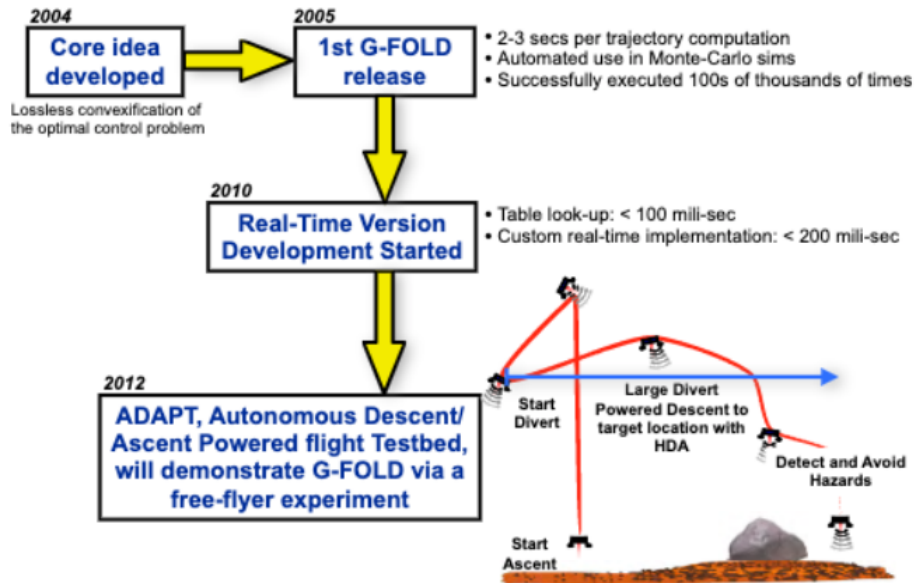 2004
Core idea
developed
Lossless convexification of
the optimal control problem
2005
1st G-FOLD
release
• 2-3 secs per trajectory computation
• Automated use in Monte-Carlo sims
• Successfully executed 100s of thousands of times
2010
Real-Time Version
Development Started
• Table look-up: < 100 mili-sec
• Custom real-time implementation: < 200 mili-sec
2012
ADAPT, Autonomous Descent/
Ascent Powered flight Testbed,
will demonstrate G-FOLD via a
free-flyer experiment
Start
Divert
Large Divert
Powered Descent to
target location with
HDA
Detect and Avoid
Hazards
Start
Ascent